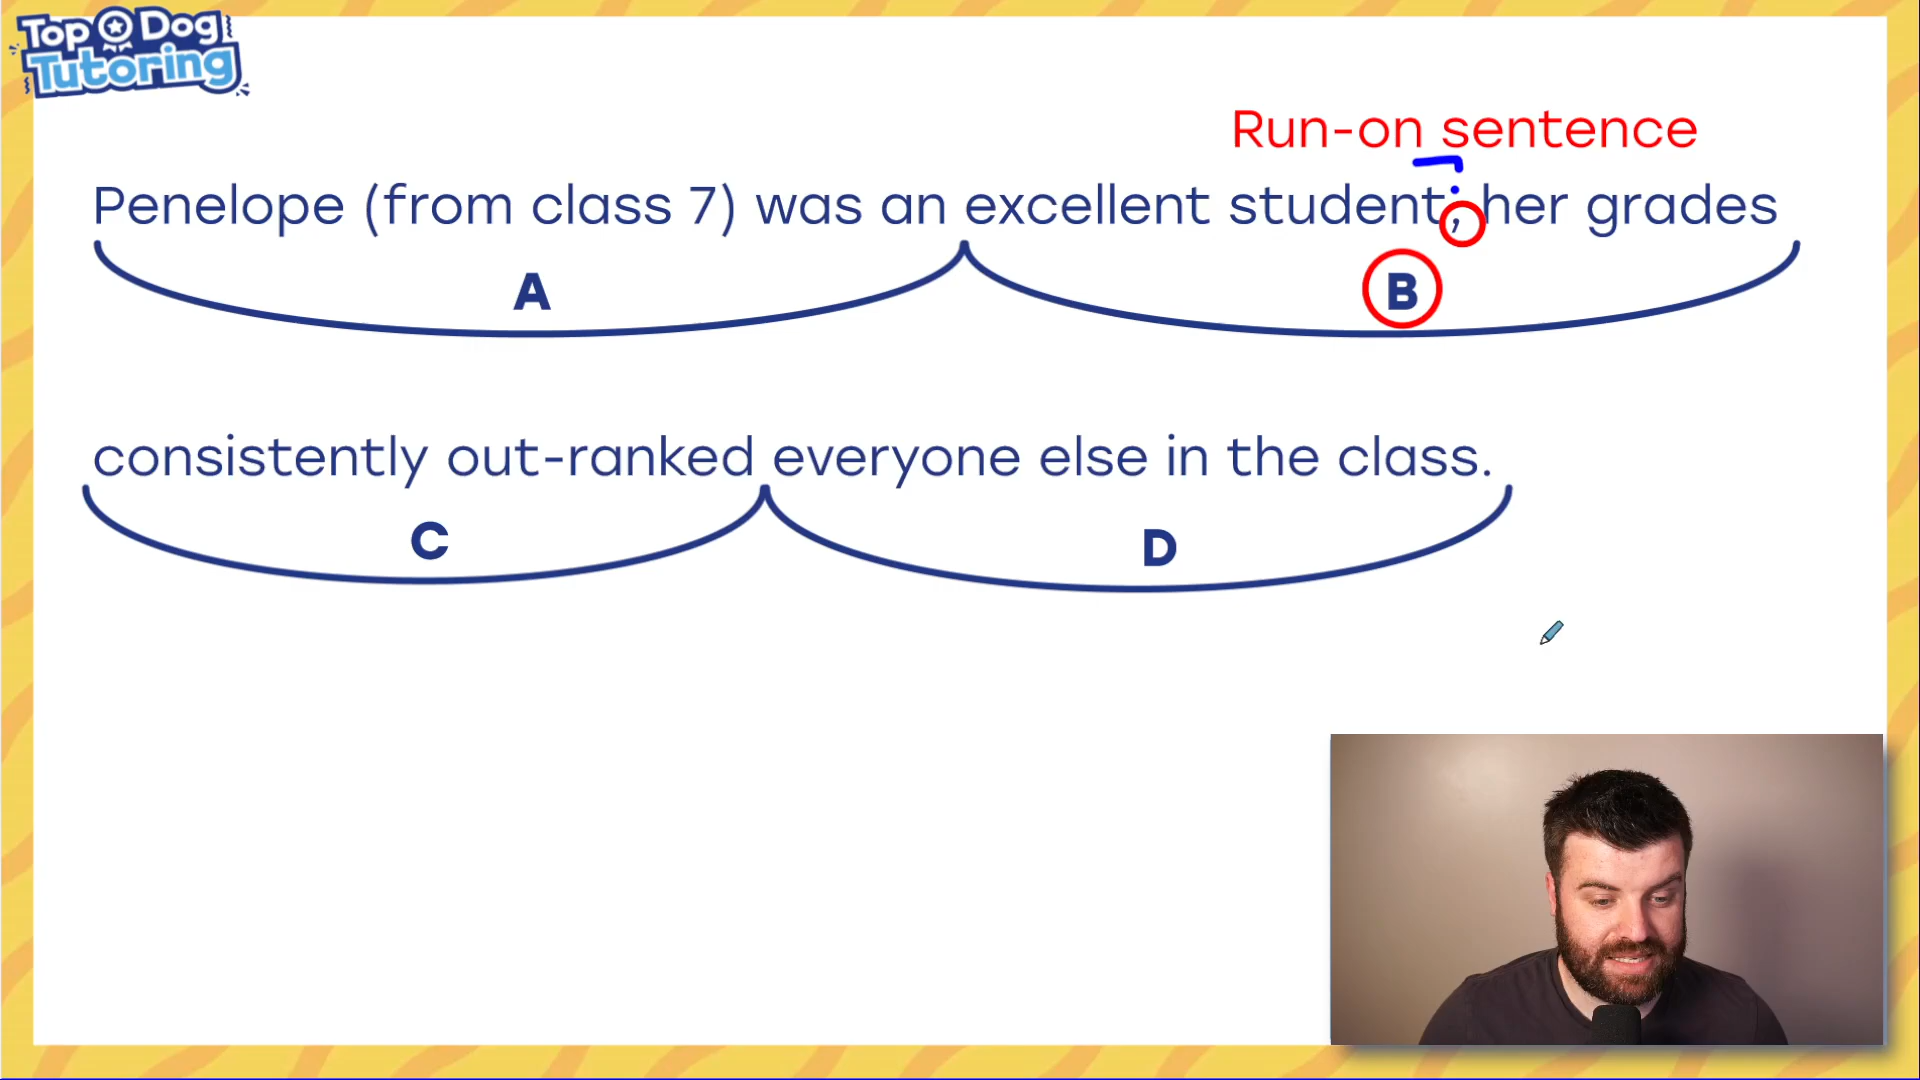 Top Dog
Tutoring
Run-on sentence
Penelope (from class 7) was an excellent student; her grades
A B
consistently out-ranked everyone else in the class.
C D